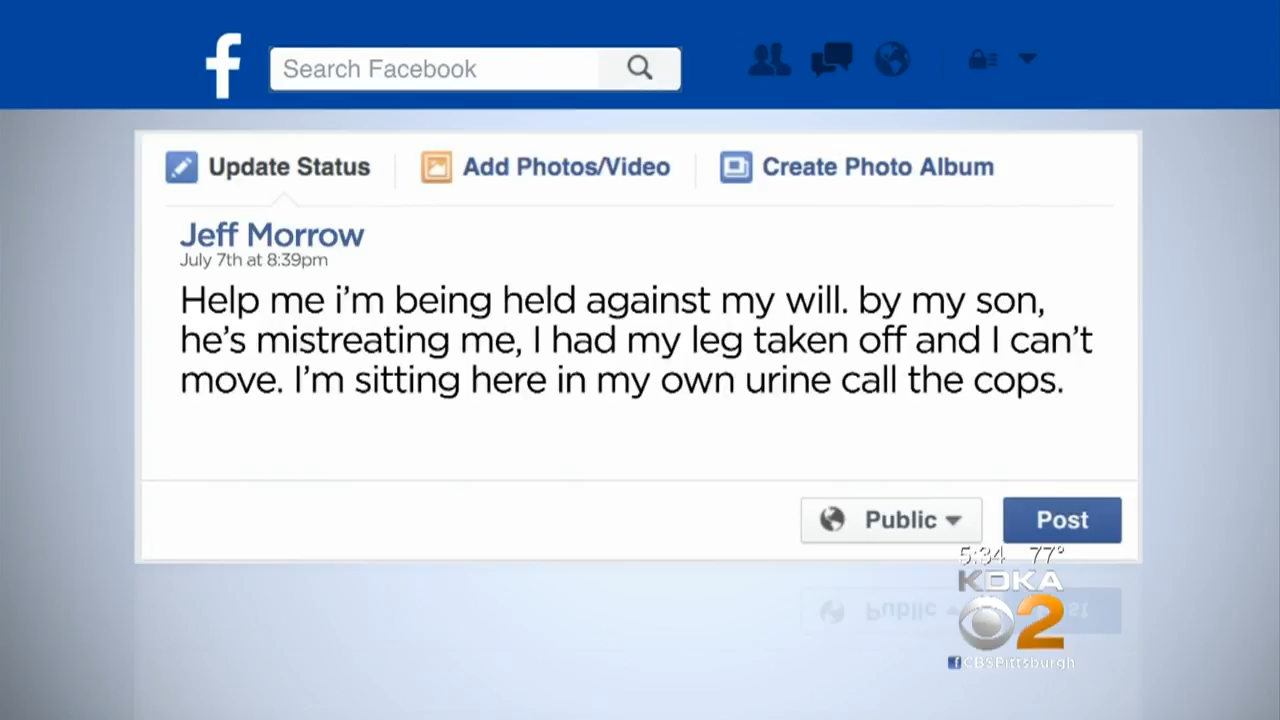 f
Search Facebook
Update Status
Add Photos/Video
Create Photo Album
Jeff Morrow
July 7th at 8:39pm
Help me i'm being held against my will. by my son,
he's mistreating me, I had my leg taken off and I can't
move. I'm sitting here in my own urine call the cops.
Public
Post
5:34 77°
KDKA
2
Public
st
f CBSPittsburgh